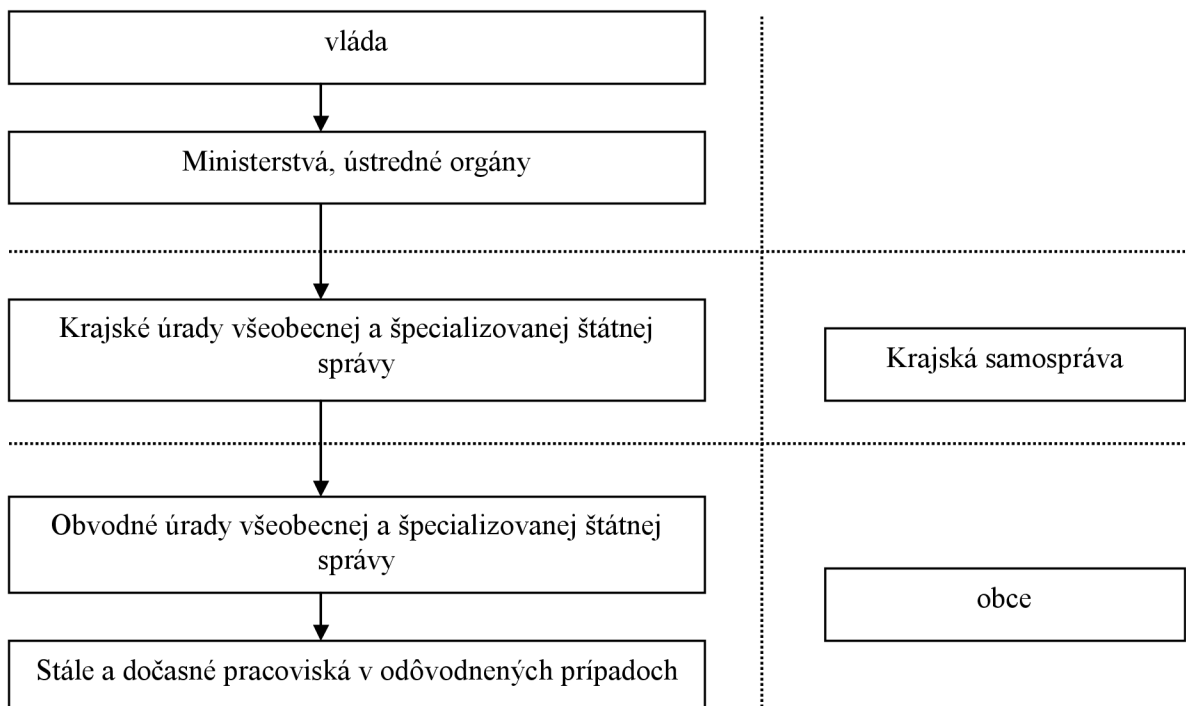 vláda
Ministerstvá, ústredné orgány
Krajské úrady všeobecnej a špecializovanej štátnej
správy
Krajská samospráva
Obvodné úrady všeobecnej a špecializovanej štátnej
správy
obce
Stále a dočasné pracoviská v odôvodnených prípadoch